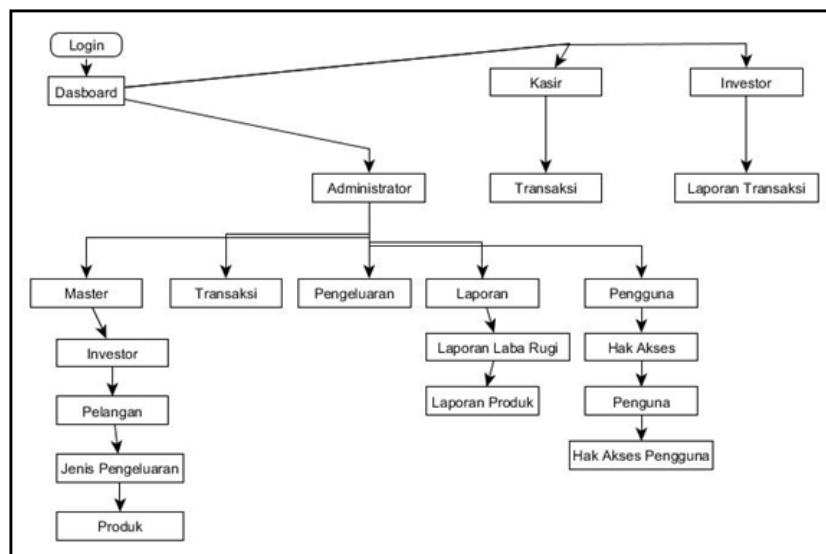 Login
Dasboard
Kasir
Investor
Administrator
Transaksi
Laporan Transaksi
Master
Transaksi
Pengeluaran
Laporan
Pengguna
Investor
Laporan Laba Rugi
Hak Akses
Pelangan
Laporan Produk
Penguna
Jenis Pengeluaran
Hak Akses Pengguna
Produk